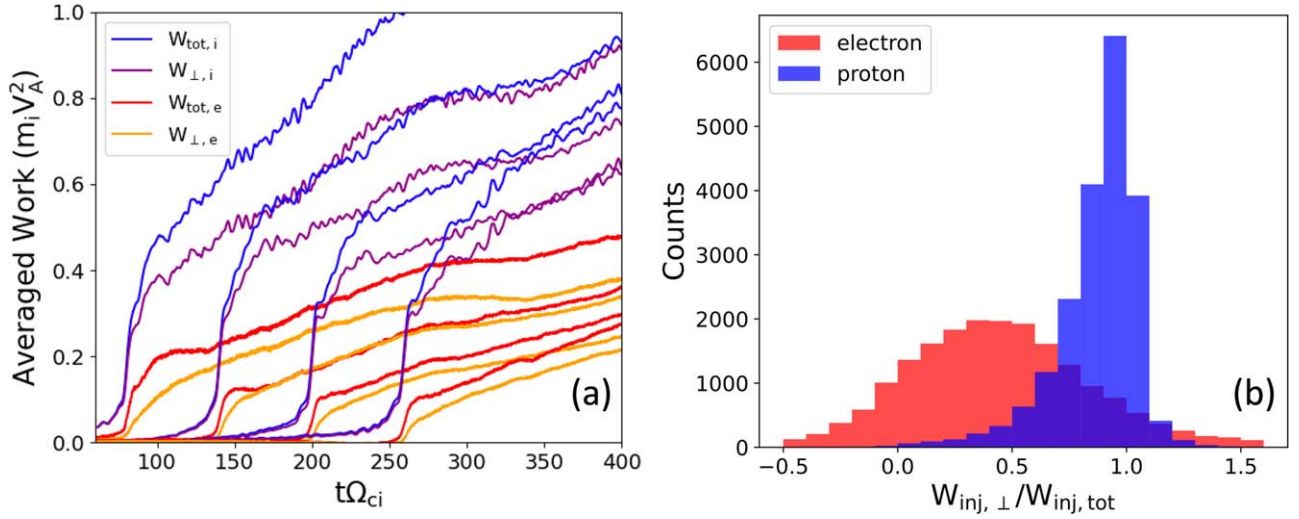 Averaged Work (m_i V_A^2)
1.0
0.8
0.6
0.4
0.2
0.0
W_tot, i
W_⊥, i
W_tot, e
W_⊥, e
(a)
100 150 200 250 300 350 400
tΩ_ci
Counts
6000
5000
4000
3000
2000
1000
0
electron
proton
(b)
−0.5 0.0 0.5 1.0 1.5
W_inj, ⊥/W_inj, tot